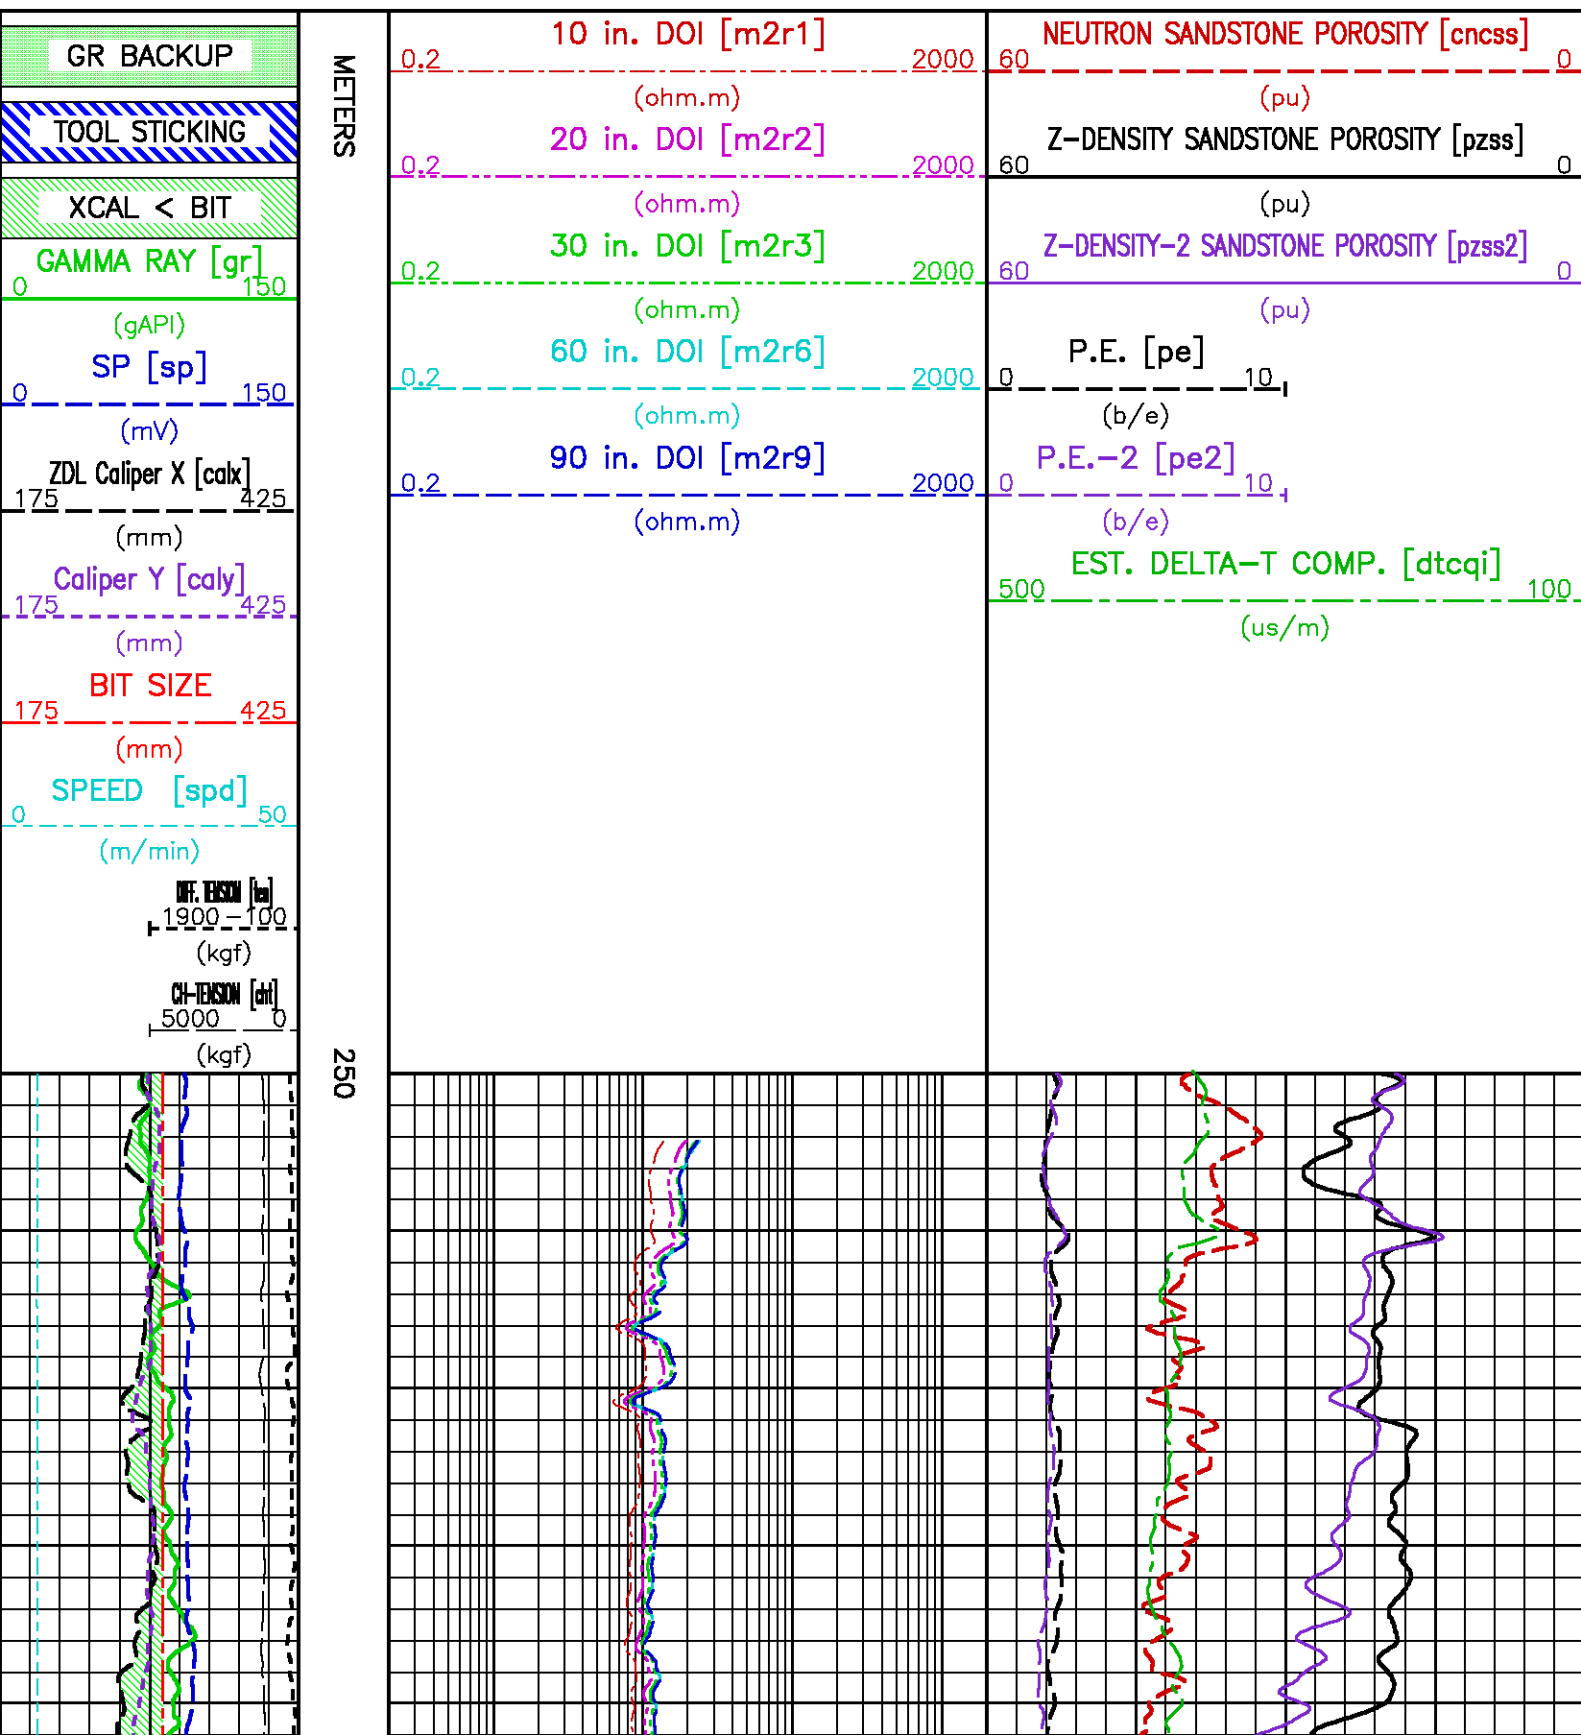 GR BACKUP
TOOL STICKING
XCAL < BIT
GAMMA RAY [gr]
0 150
(gAPI)
SP [sp]
0 150
(mV)
ZDL Caliper X [calx]
175 425
(mm)
Caliper Y [caly]
175 425
(mm)
BIT SIZE
175 425
(mm)
SPEED [spd]
0 50
(m/min)
DIFF. TENSION
1900 -100
(kgf)
CH-TENSION [cht]
5000 0
(kgf)
METERS
250
10 in. DOI [m2r1]
0.2 2000
(ohm.m)
20 in. DOI [m2r2]
0.2 2000
(ohm.m)
30 in. DOI [m2r3]
0.2 2000
(ohm.m)
60 in. DOI [m2r6]
0.2 2000
(ohm.m)
90 in. DOI [m2r9]
0.2 2000
(ohm.m)
NEUTRON SANDSTONE POROSITY [cncss]
60 0
(pu)
Z-DENSITY SANDSTONE POROSITY [pzss]
60 0
(pu)
Z-DENSITY-2 SANDSTONE POROSITY [pzss2]
60 0
(pu)
P.E. [pe]
0 10
(b/e)
P.E.-2 [pe2]
0 10
(b/e)
EST. DELTA-T COMP. [dtcqi]
500 100
(us/m)